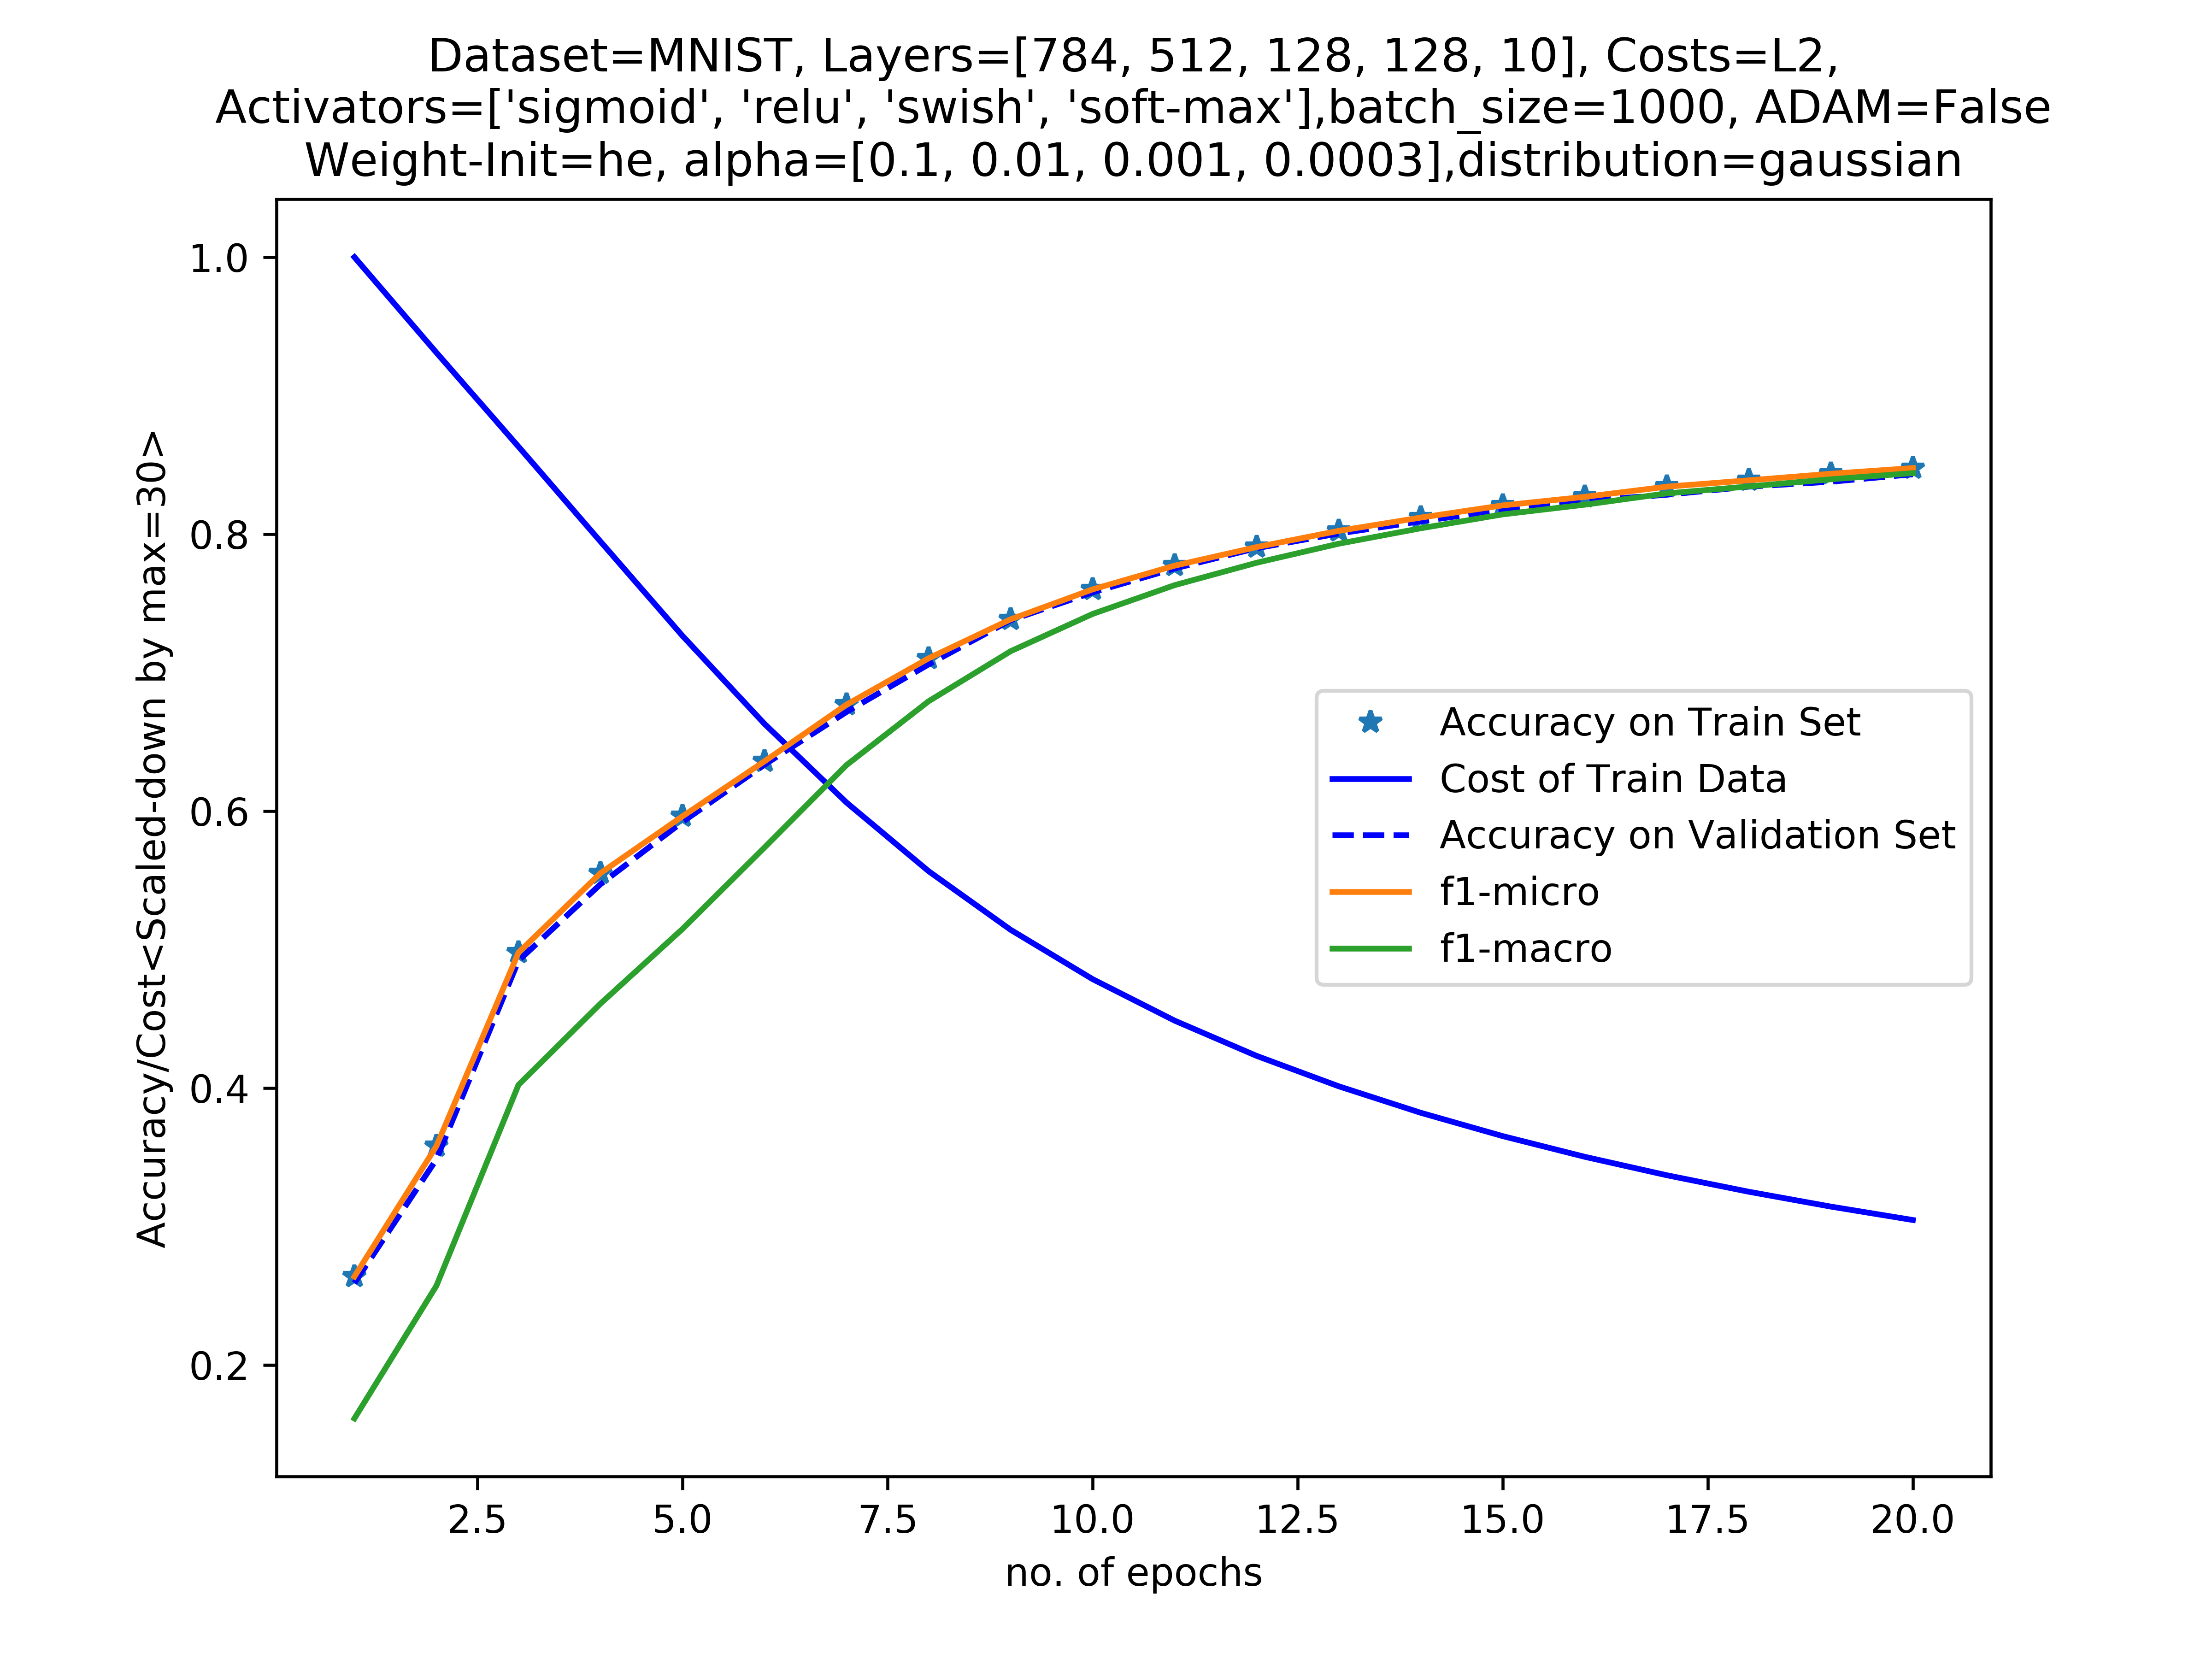 Dataset=MNIST, Layers=[784, 512, 128, 128, 10], Costs=L2,
Activators=['sigmoid', 'relu', 'swish', 'soft-max'],batch_size=1000, ADAM=False
Weight-Init=he, alpha=[0.1, 0.01, 0.001, 0.0003],distribution=gaussian
Accuracy/Cost<Scaled-down by max=30>
1.0
0.8
0.6
0.4
0.2
Accuracy on Train Set
Cost of Train Data
Accuracy on Validation Set
f1-micro
f1-macro
2.5 5.0 7.5 10.0 12.5 15.0 17.5 20.0
no. of epochs